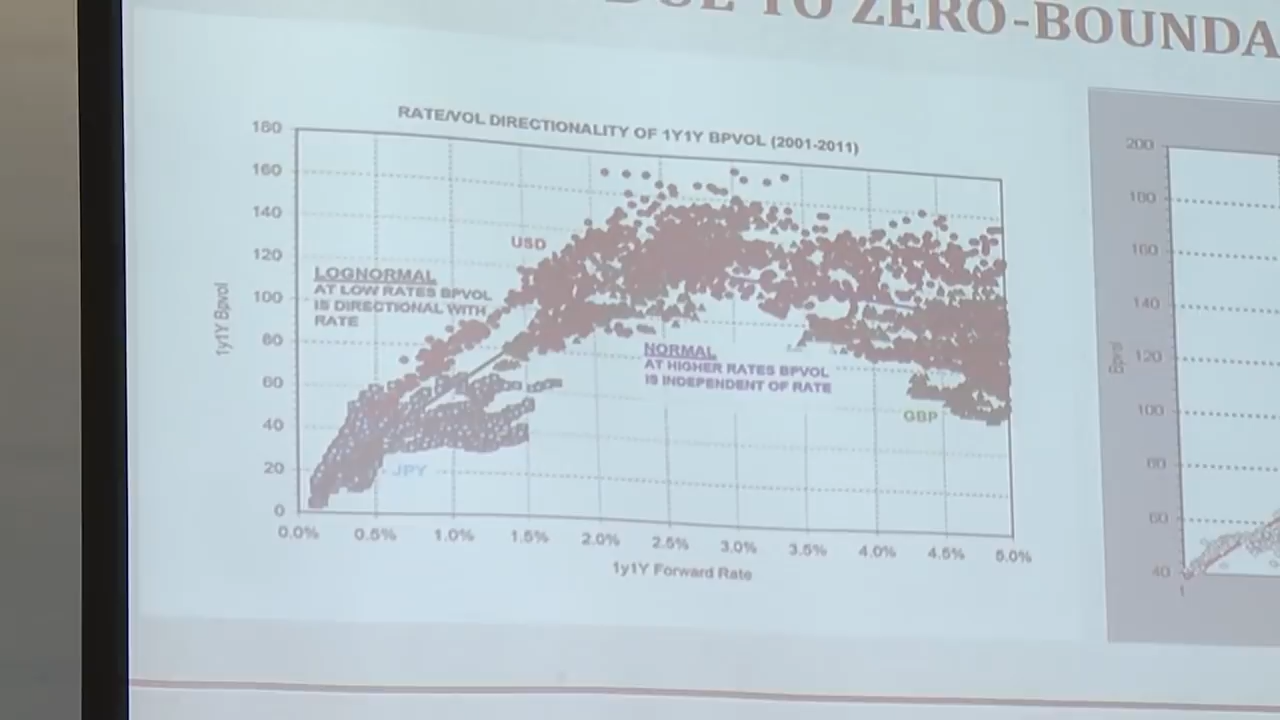 TO ZERO-BOUNDA
RATE/VOL DIRECTIONALITY OF 1Y1Y BPVOL (2001-2011)
180
160
140
120
100
80
60
40
20
0
1y1Y Bpvol
USD
LOGNORMAL
AT LOW RATES BPVOL
IS DIRECTIONAL WITH
RATE
NORMAL
AT HIGHER RATES BPVOL
IS INDEPENDENT OF RATE
GBP
JPY
0.0% 0.5% 1.0% 1.5% 2.0% 2.5% 3.0% 3.5% 4.0% 4.5% 5.0%
1y1Y Forward Rate
200
180
160
140
120
100
80
60
40
Bpvol
1